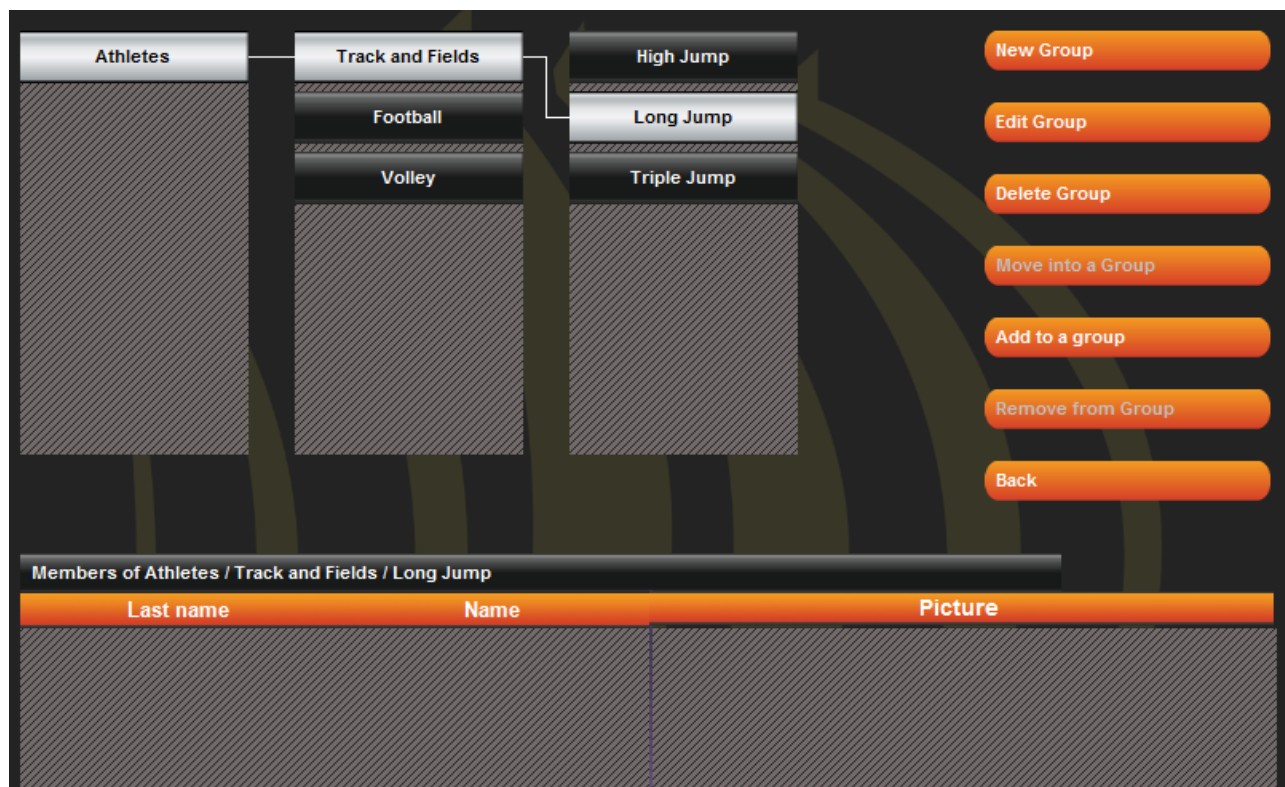 Athletes
Track and Fields
High Jump
New Group
Football
Long Jump
Edit Group
Volley
Triple Jump
Delete Group
Move into a Group
Add to a group
Remove from Group
Back
Members of Athletes / Track and Fields / Long Jump
Last name
Name
Picture